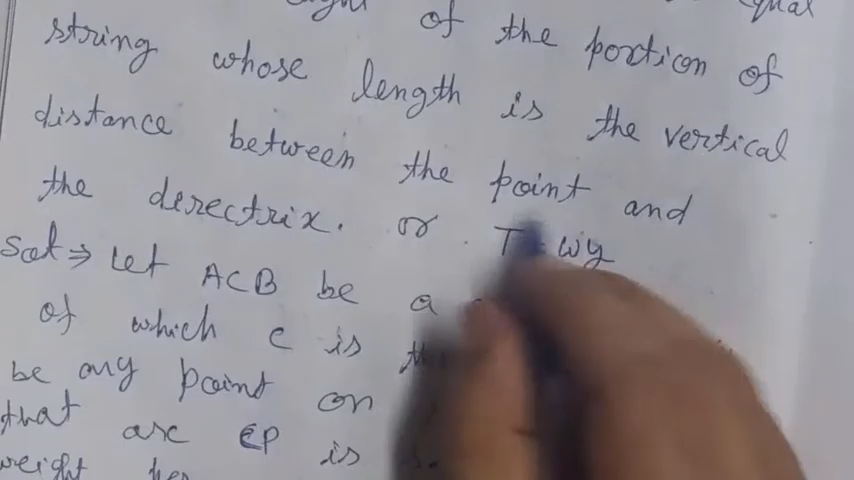 of the portion of
string whose length is the vertical
distance between the point and
the derectrix. or T = wy
Sol ⇒ Let ACB be a
of which c is
be any point on
that arc CP is
weight